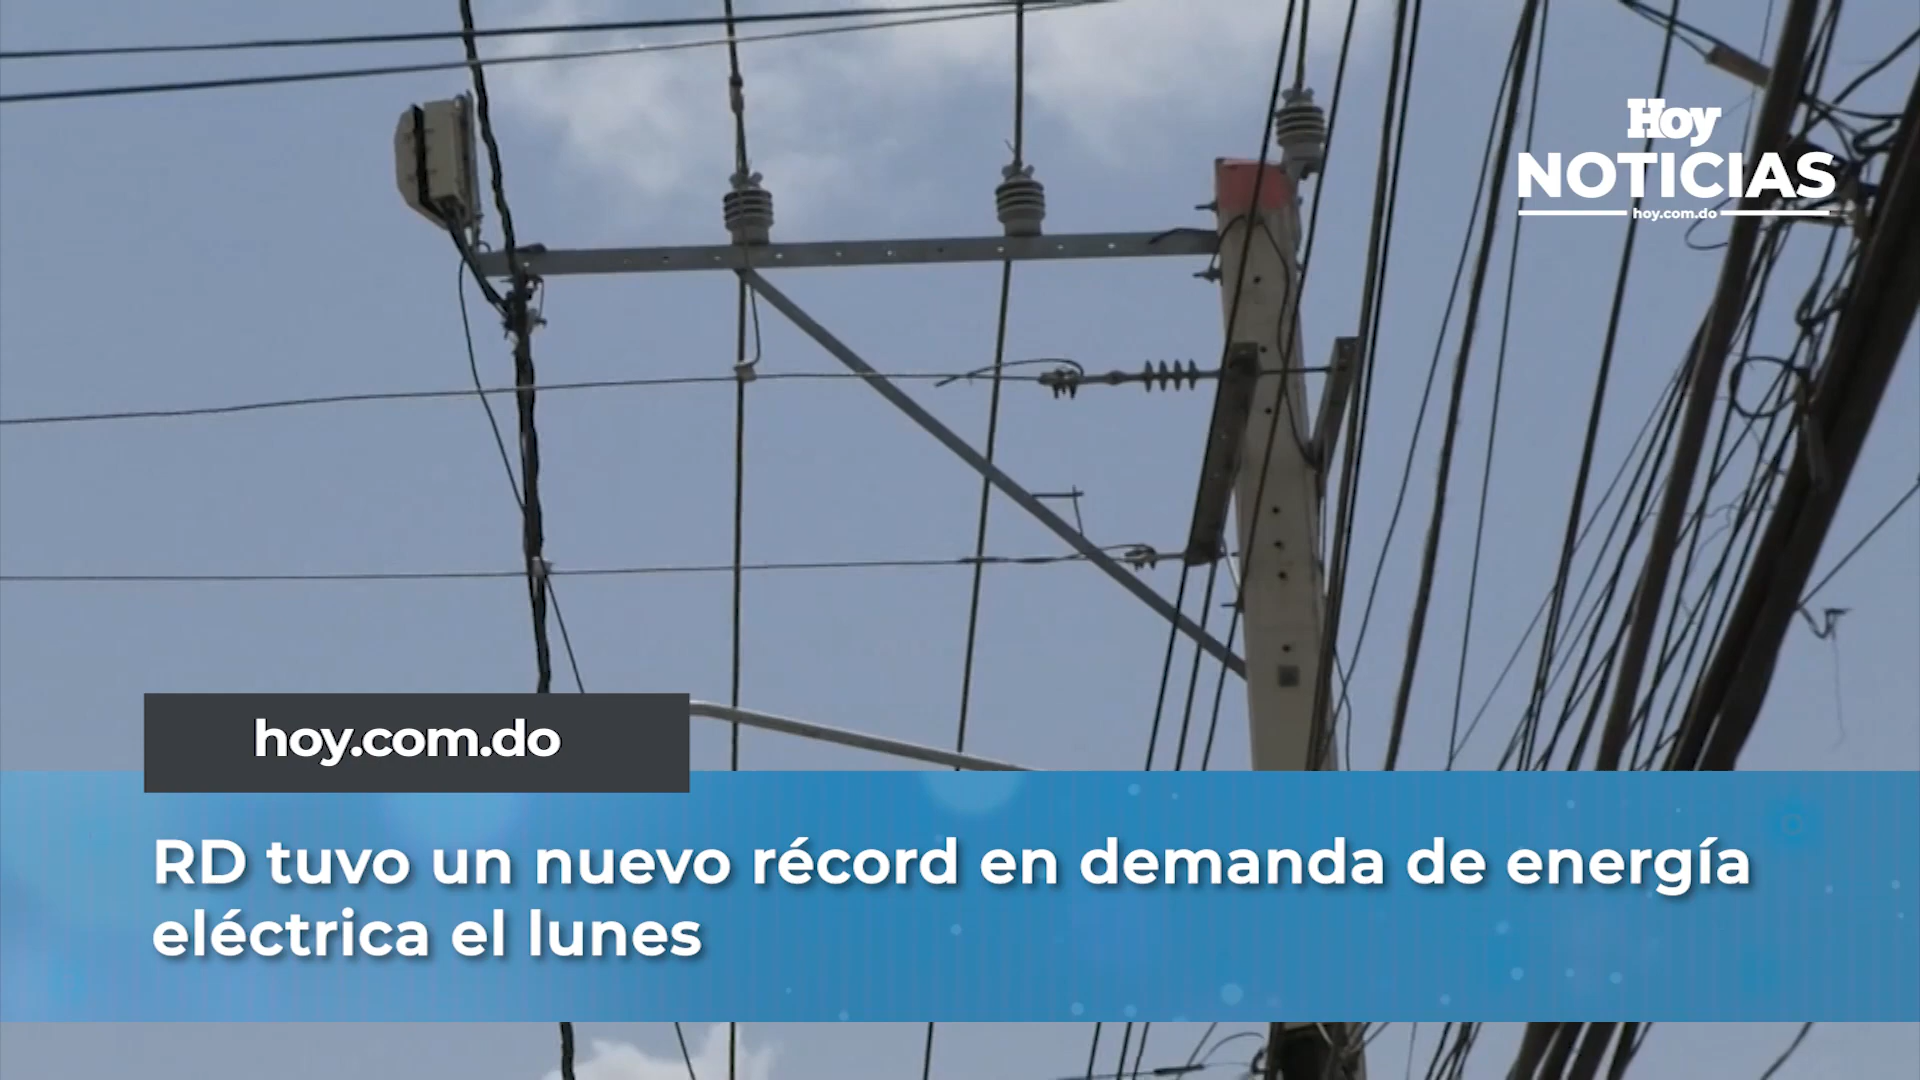 Hoy
NOTICIAS
hoy.com.do
hoy.com.do
RD tuvo un nuevo récord en demanda de energía
eléctrica el lunes